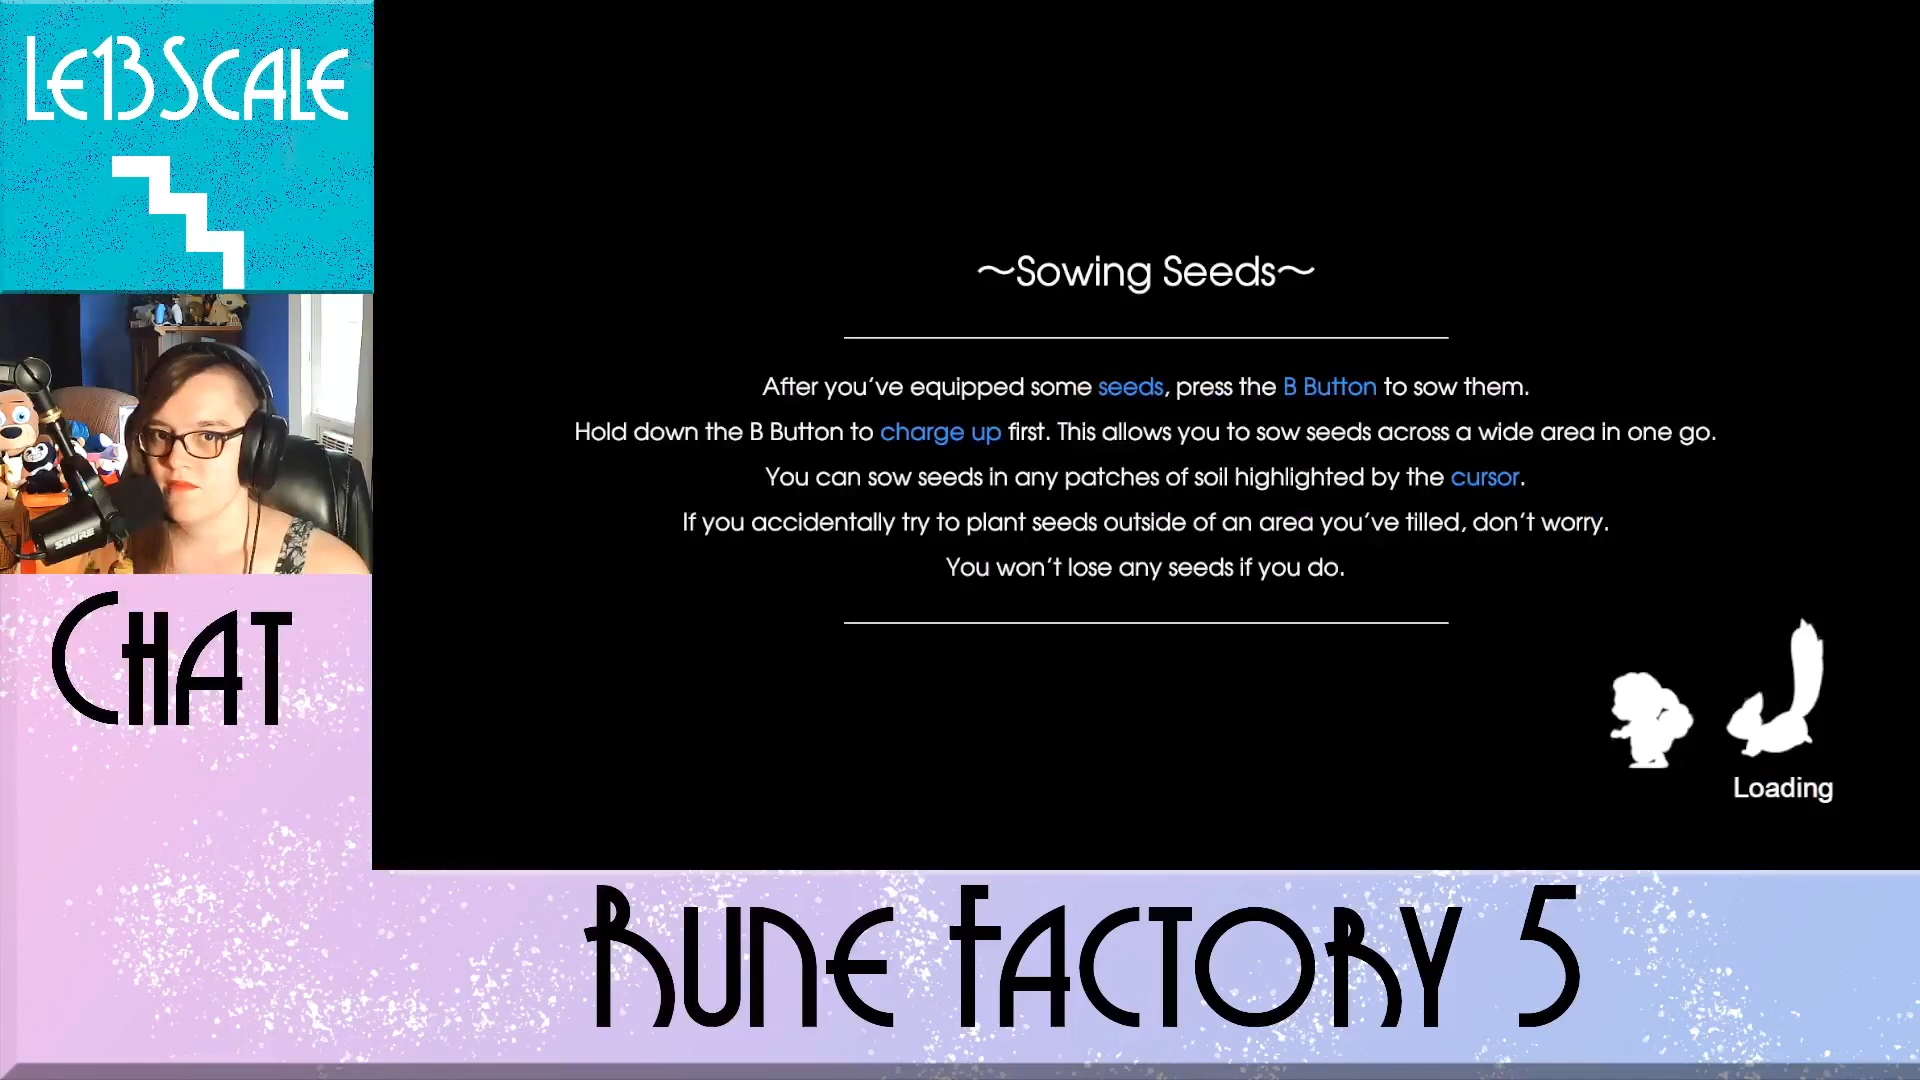 Le13Scale
~Sowing Seeds~
After you've equipped some seeds, press the B Button to sow them.
Hold down the B Button to charge up first. This allows you to sow seeds across a wide area in one go.
You can sow seeds in any patches of soil highlighted by the cursor.
If you accidentally try to plant seeds outside of an area you've tilled, don't worry.
You won't lose any seeds if you do.
Loading
SHURE
Chat
Rune Factory 5